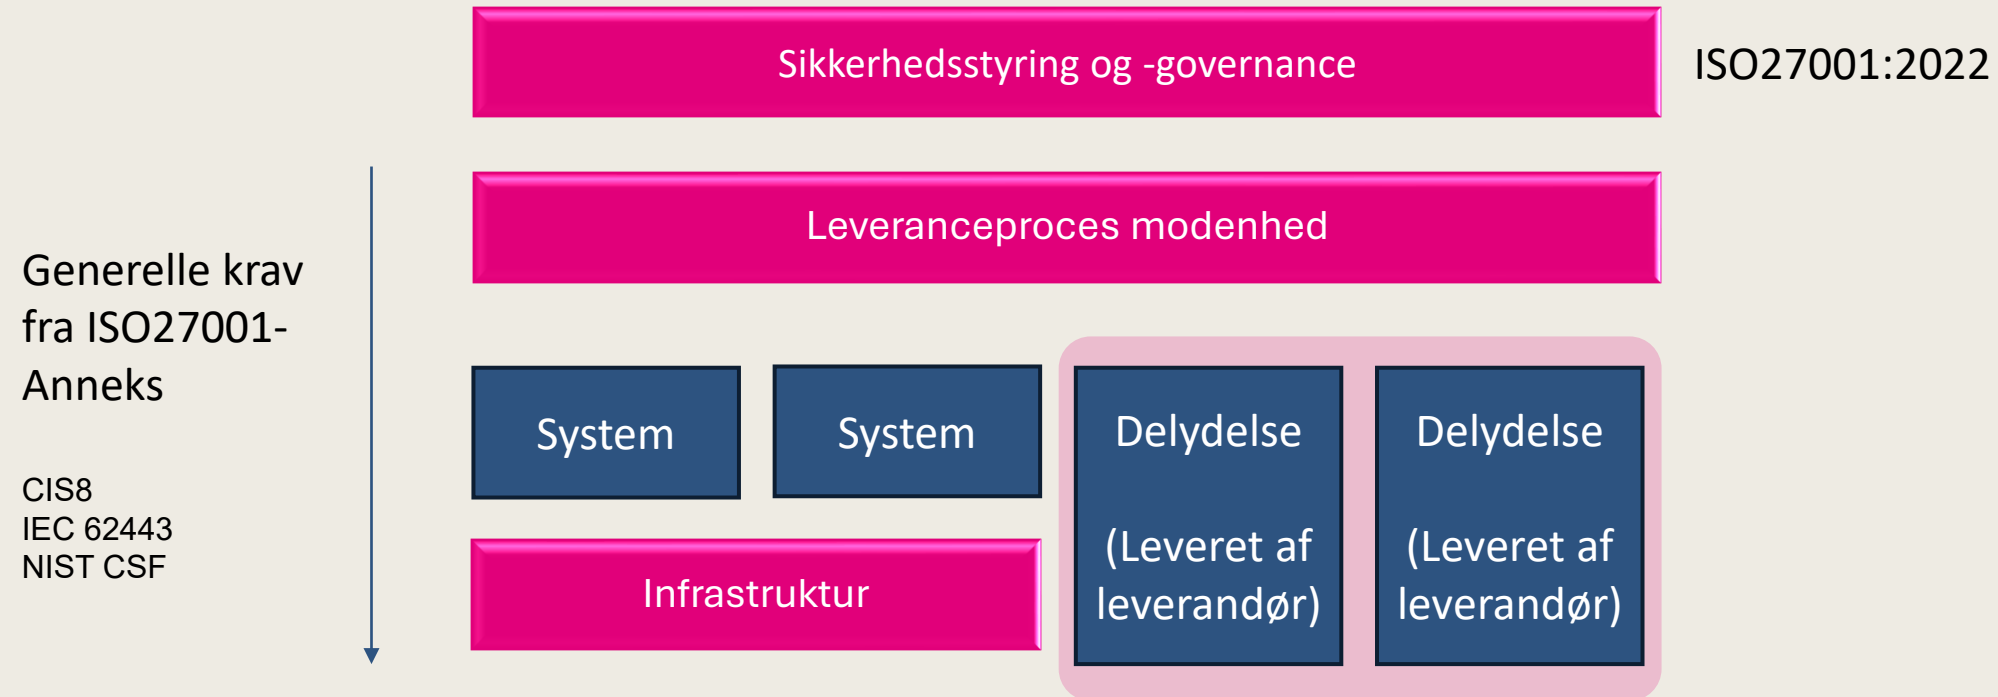 Sikkerhedsstyring og -governance
ISO27001:2022
Leveranceproces modenhed
Generelle krav
fra ISO27001-
Anneks
CIS8
IEC 62443
NIST CSF
System
System
Delydelse
(Leveret af
leverandør)
Delydelse
(Leveret af
leverandør)
Infrastruktur